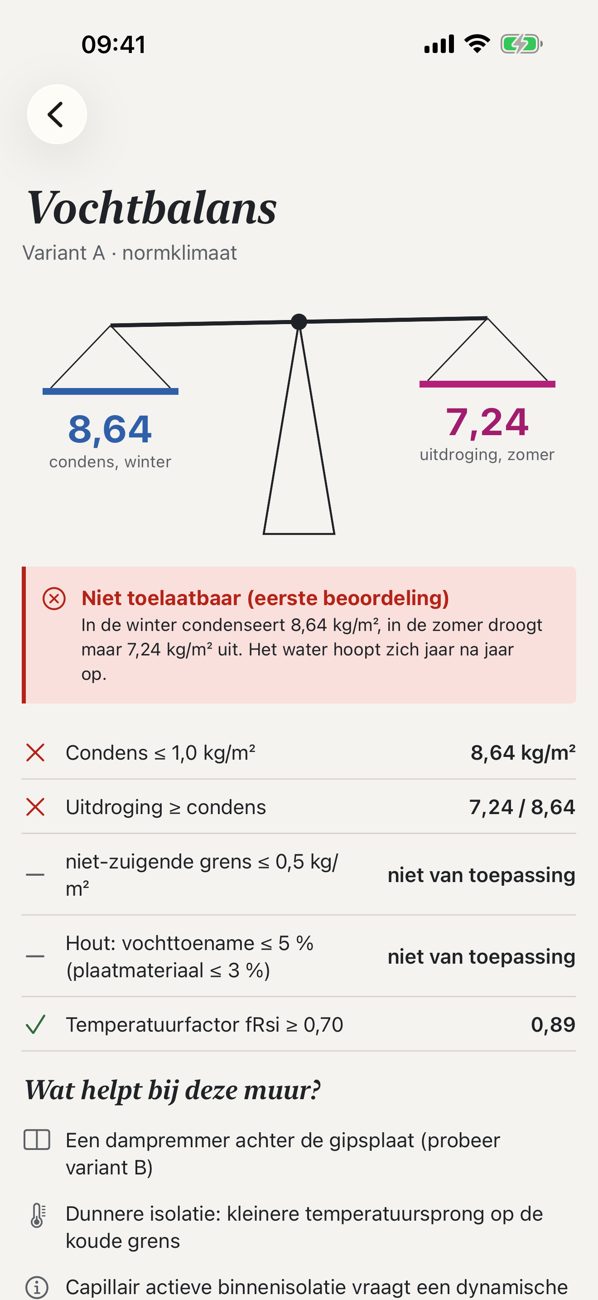 09:41
Vochtbalans
Variant A · normklimaat
8,64
condens, winter
7,24
uitdroging, zomer
Niet toelaatbaar (eerste beoordeling)
In de winter condenseert 8,64 kg/m², in de zomer droogt
maar 7,24 kg/m² uit. Het water hoopt zich jaar na jaar
op.
Condens ≤ 1,0 kg/m²
8,64 kg/m²
Uitdroging ≥ condens
7,24 / 8,64
niet-zuigende grens ≤ 0,5 kg/
m²
niet van toepassing
Hout: vochttoename ≤ 5 %
(plaatmateriaal ≤ 3 %)
niet van toepassing
Temperatuurfactor fRsi ≥ 0,70
0,89
Wat helpt bij deze muur?
Een dampremmer achter de gipsplaat (probeer
variant B)
Dunnere isolatie: kleinere temperatuursprong op de
koude grens
Capillair actieve binnenisolatie vraagt een dynamische